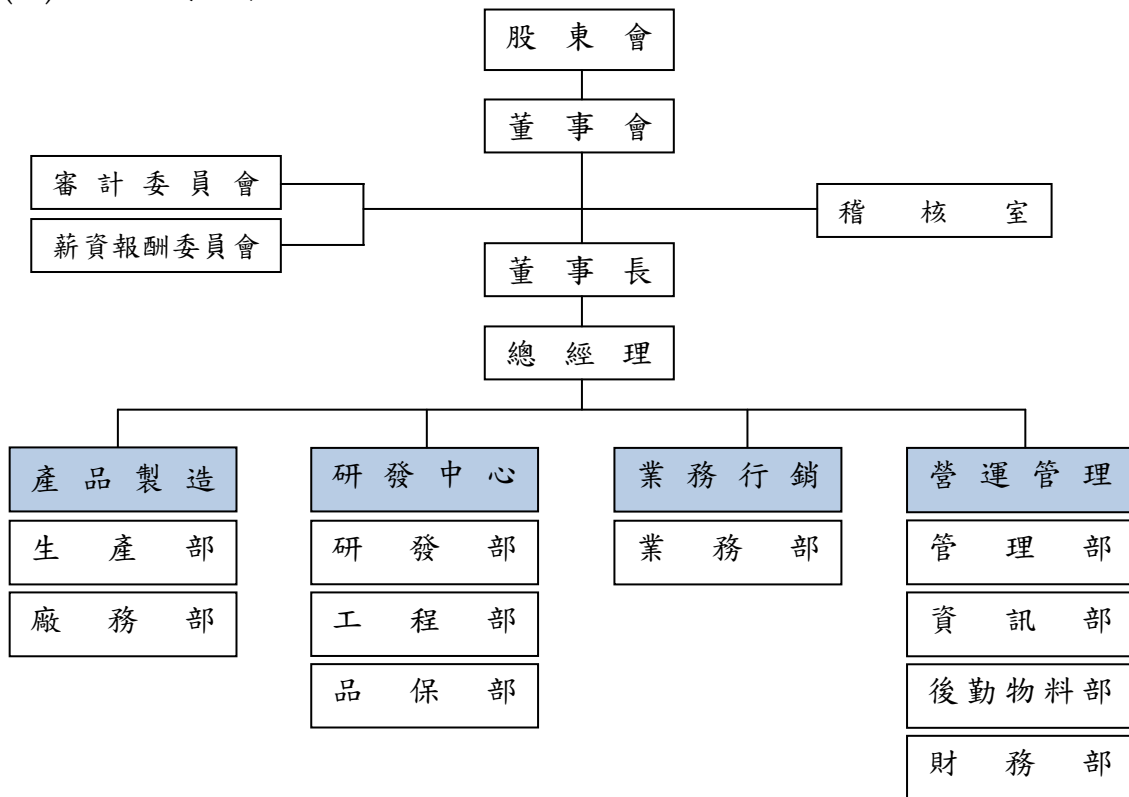 股東會
董事會
審計委員會
薪資報酬委員會
稽核室
董事長
總經理
產品製造
生產部
廠務部
研發中心
研發部
工程部
品保部
業務行銷
業務部
營運管理
管理部
資訊部
後勤物料部
財務部